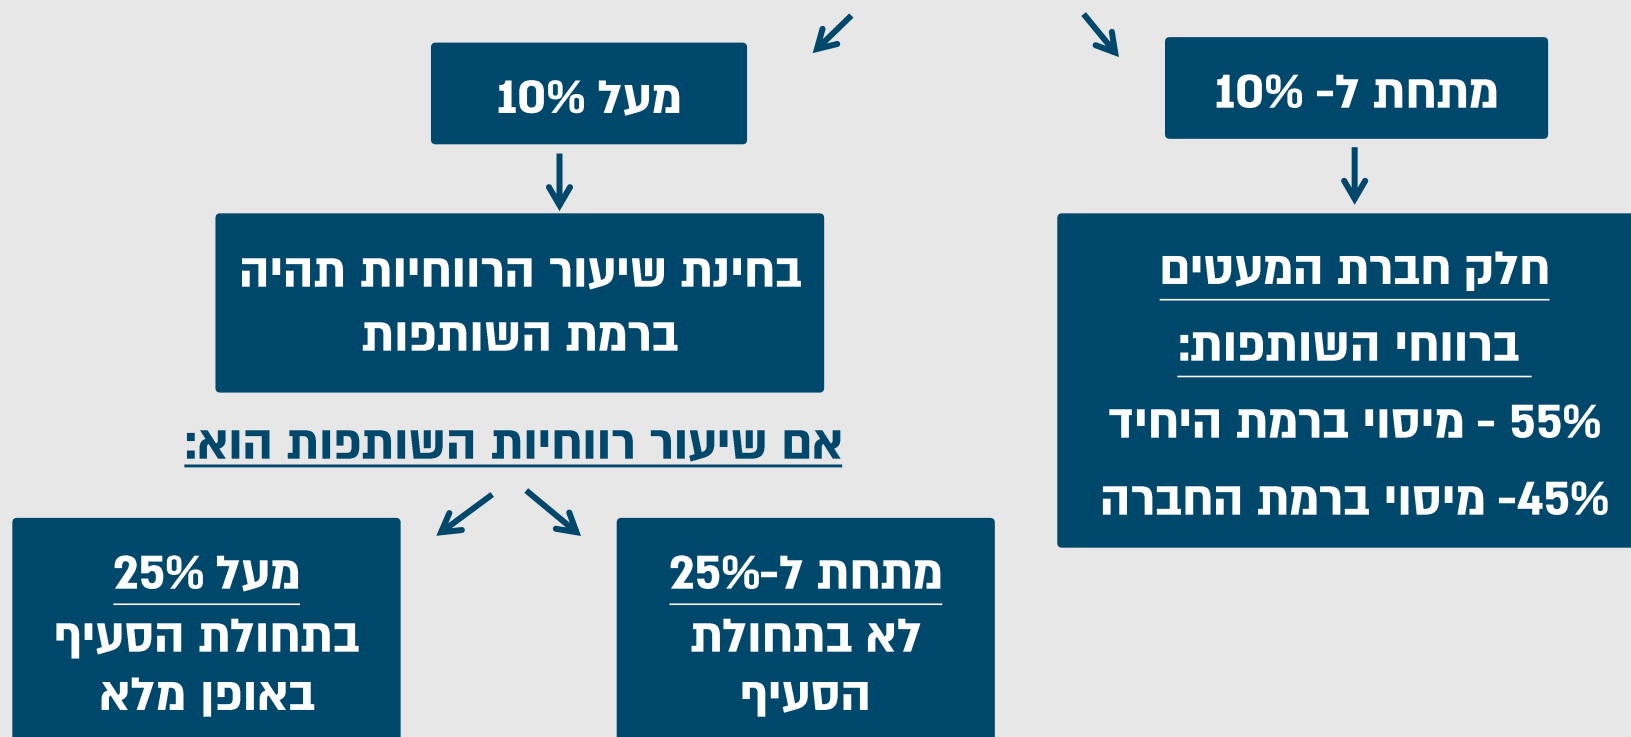 מתחת ל- 10%
חלק חברת המעטים
ברווחי השותפות:
55% - מיסוי ברמת היחיד
45%- מיסוי ברמת החברה
מעל 10%
בחינת שיעור הרווחיות תהיה
ברמת השותפות
אם שיעור רווחיות השותפות הוא:
מתחת ל-25%
לא בתחולת
הסעיף
מעל 25%
בתחולת הסעיף
באופן מלא